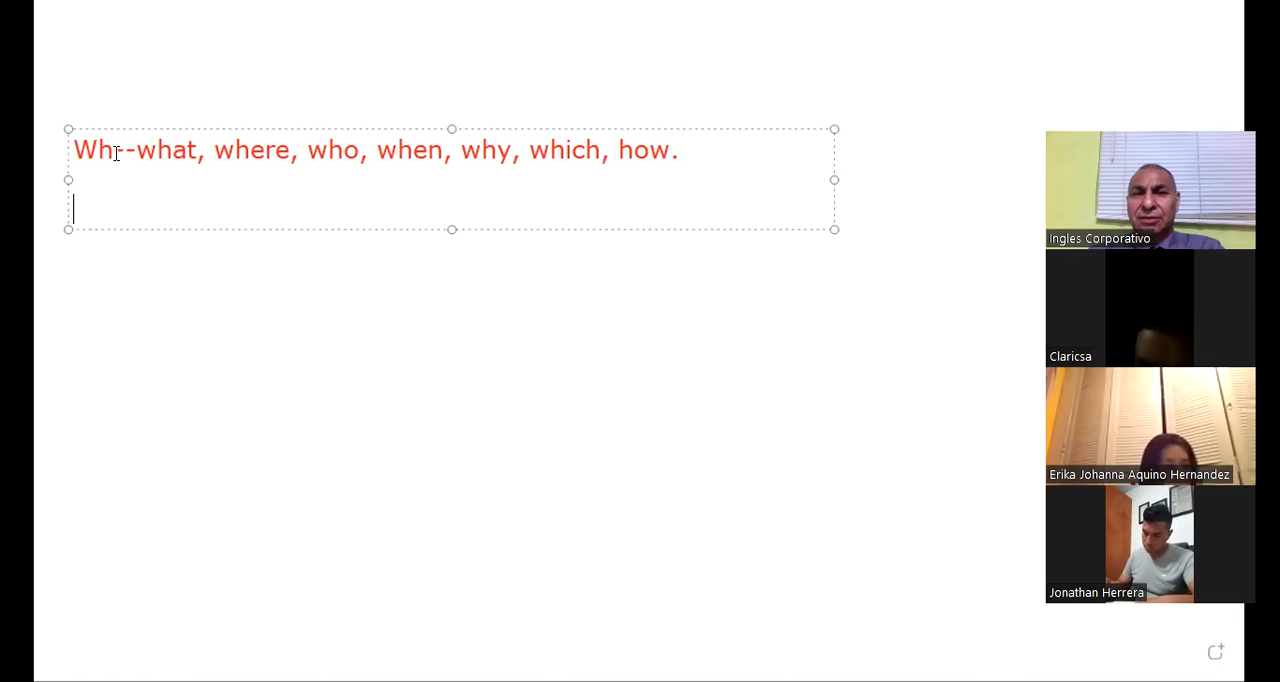 Wh--what, where, who, when, why, which, how.
Ingles Corporativo
Claricsa
Erika Johanna Aquino Hernandez
Jonathan Herrera